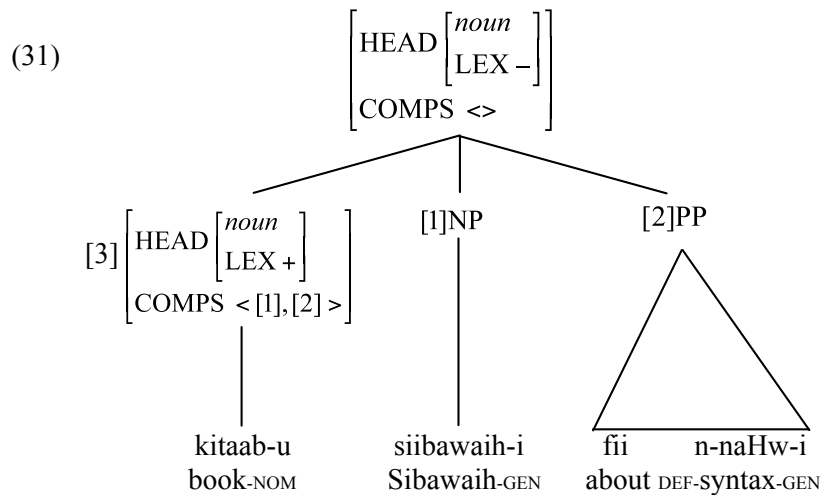 (31)
HEAD [noun
LEX –]
COMPS <>
[3] HEAD [noun
LEX +]
COMPS < [1], [2] >
[1]NP
[2]PP
kitaab-u siibawaih-i fii n-naHw-i
book-NOM Sibawaih-GEN about DEF-syntax-GEN